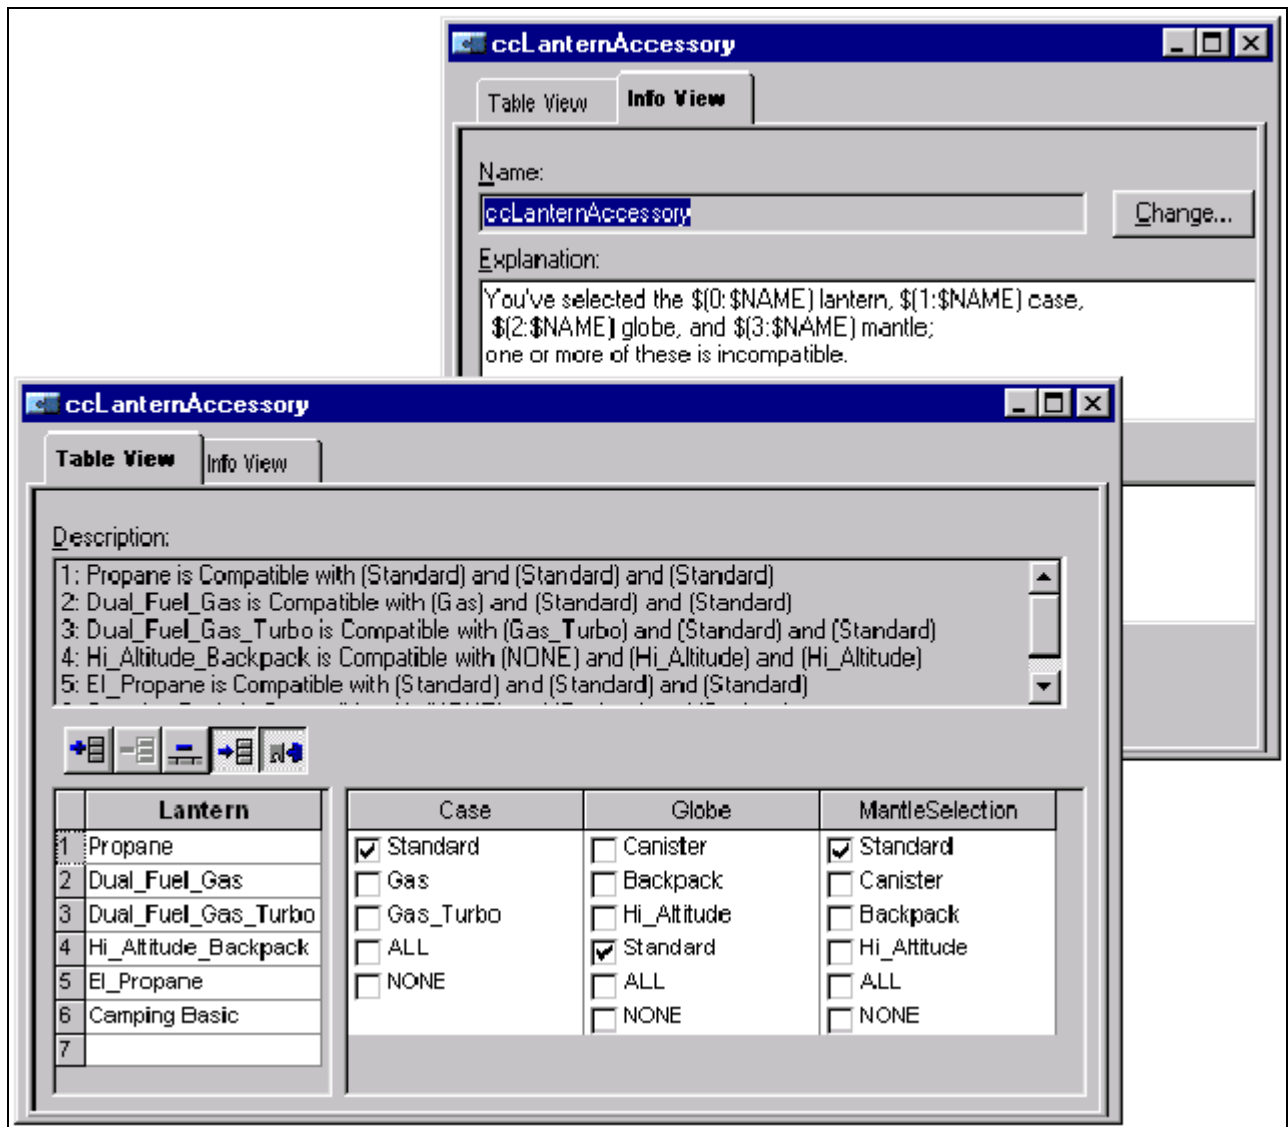 ccLanternAccessory
Table View Info View
Name:
ccLanternAccessory Change...
Explanation:
You've selected the $(0:$NAME) lantern, $(1:$NAME) case,
$(2:$NAME) globe, and $(3:$NAME) mantle;
one or more of these is incompatible.
ccLanternAccessory
Table View Info View
Description:
1: Propane is Compatible with (Standard) and (Standard) and (Standard)
2: Dual_Fuel_Gas is Compatible with (Gas) and (Standard) and (Standard)
3: Dual_Fuel_Gas_Turbo is Compatible with (Gas_Turbo) and (Standard) and (Standard)
4: Hi_Altitude_Backpack is Compatible with (NONE) and (Hi_Altitude) and (Hi_Altitude)
5: El_Propane is Compatible with (Standard) and (Standard) and (Standard)
Lantern Case Globe MantleSelection
1 Propane Standard Canister Standard
2 Dual_Fuel_Gas Gas Backpack Canister
3 Dual_Fuel_Gas_Turbo Gas_Turbo Hi_Altitude Backpack
4 Hi_Altitude_Backpack ALL Standard Hi_Altitude
5 El_Propane NONE ALL ALL
6 Camping Basic NONE NONE
7